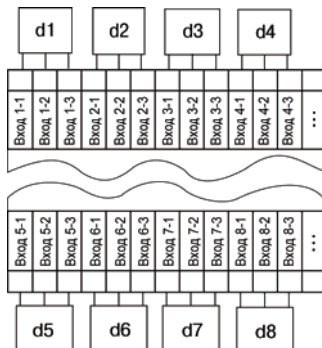 d1 d2 d3 d4
Вход 1-1 Вход 1-2 Вход 1-3 Вход 2-1 Вход 2-2 Вход 2-3 Вход 3-1 Вход 3-2 Вход 3-3 Вход 4-1 Вход 4-2 Вход 4-3 ...
Вход 5-1 Вход 5-2 Вход 5-3 Вход 6-1 Вход 6-2 Вход 6-3 Вход 7-1 Вход 7-2 Вход 7-3 Вход 8-1 Вход 8-2 Вход 8-3 ...
d5 d6 d7 d8